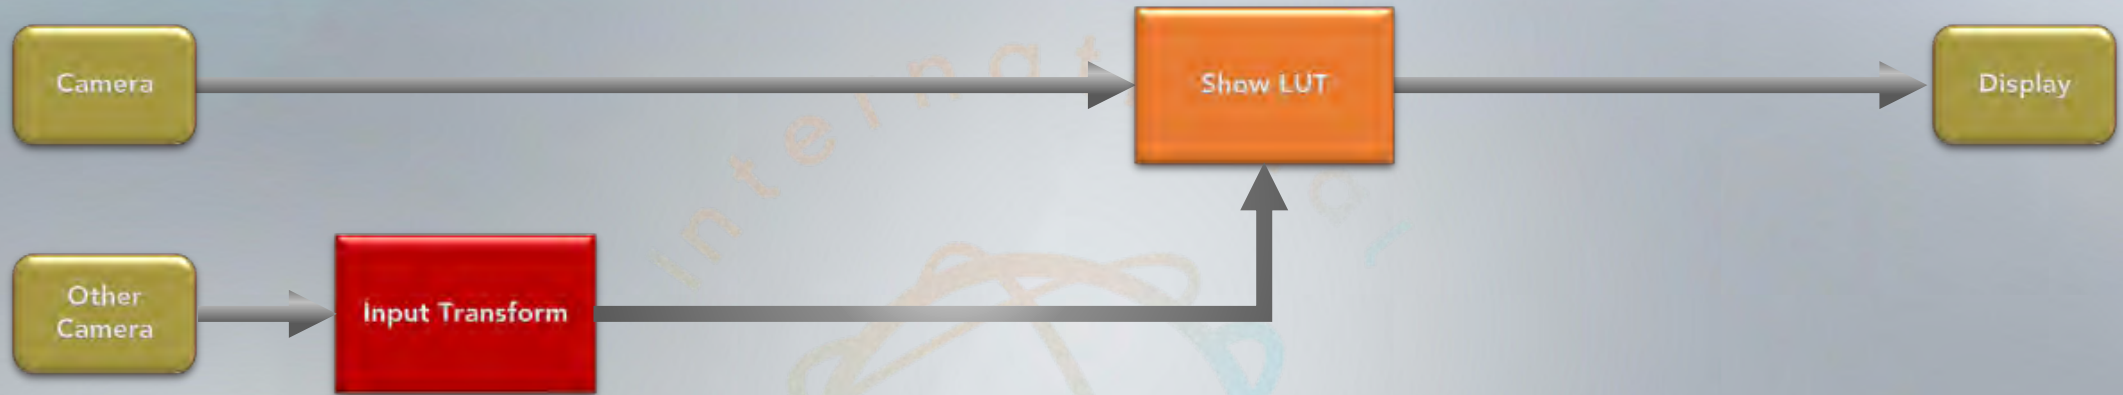 Camera
Show LUT
Display
Other
Camera
Input Transform